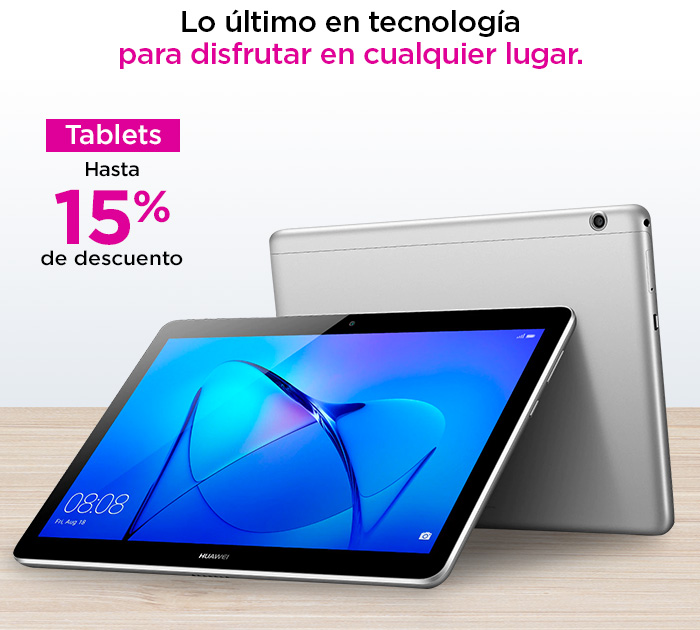 Lo último en tecnología
para disfrutar en cualquier lugar.
Tablets
Hasta
15%
de descuento
08:08
Fri, Aug 18
HUAWEI